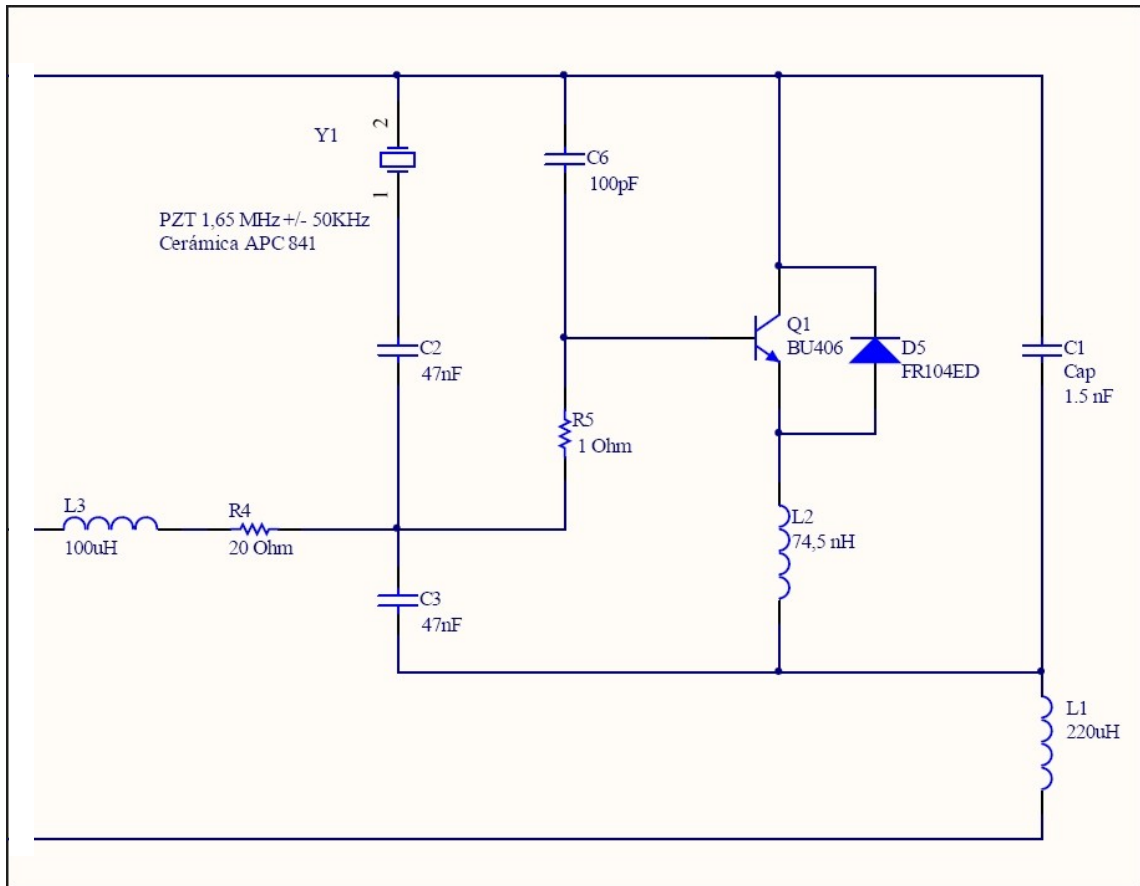 Y1
2
1
PZT 1,65 MHz +/- 50KHz
Cerámica APC 841
C6
100pF
C2
47nF
Q1
BU406
D5
FR104ED
C1
Cap
1.5 nF
R5
1 Ohm
L3
100uH
R4
20 Ohm
L2
74,5 nH
C3
47nF
L1
220uH